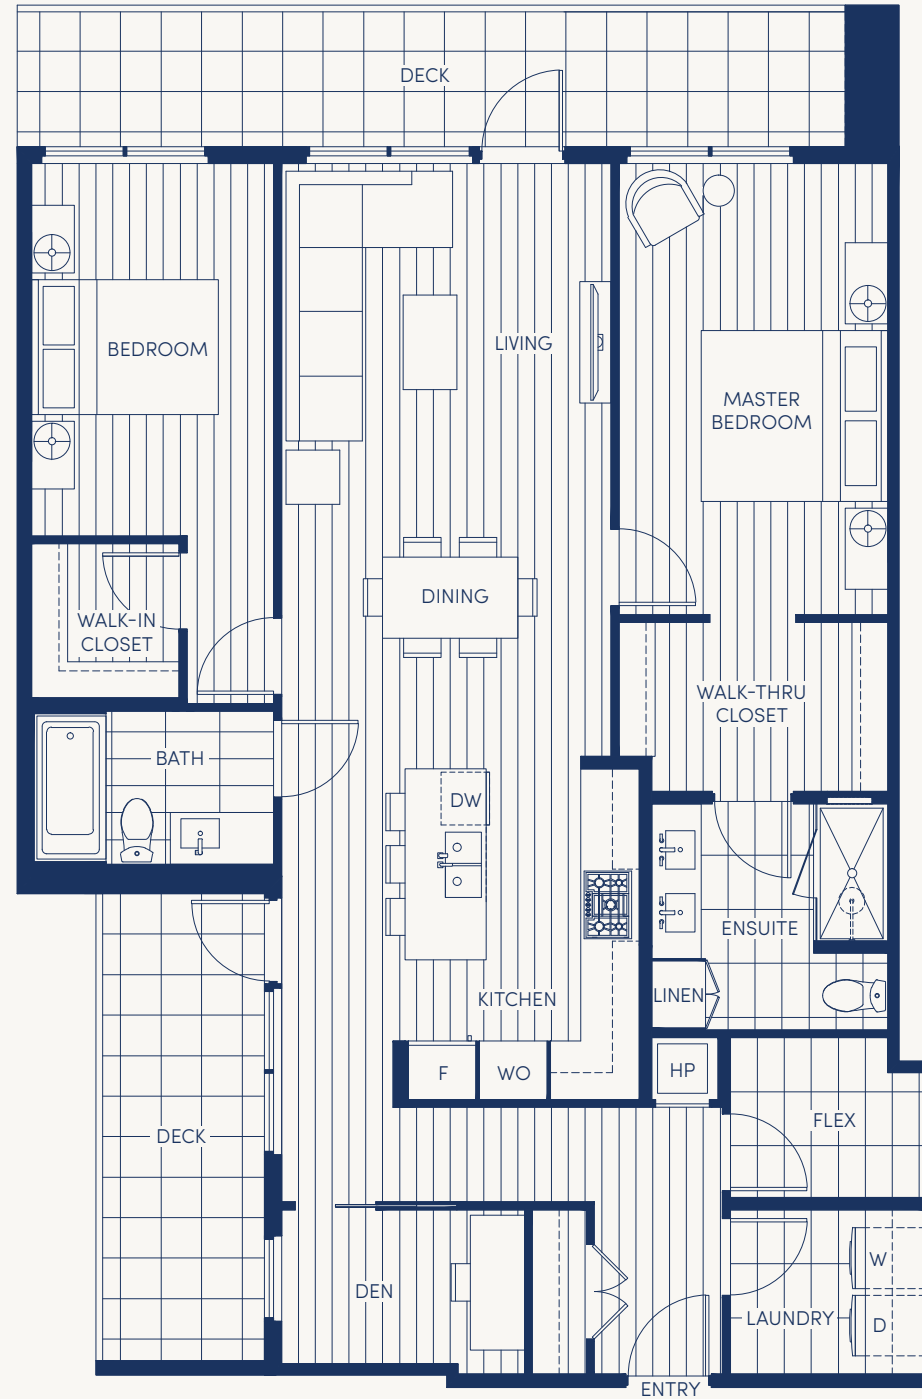 DECK
LIVING
BEDROOM
MASTER
BEDROOM
DINING
WALK-IN
CLOSET
WALK-THRU
CLOSET
BATH
DW
ENSUITE
LINEN
KITCHEN
F
WO
HP
FLEX
DECK
W
DEN
LAUNDRY
D
ENTRY